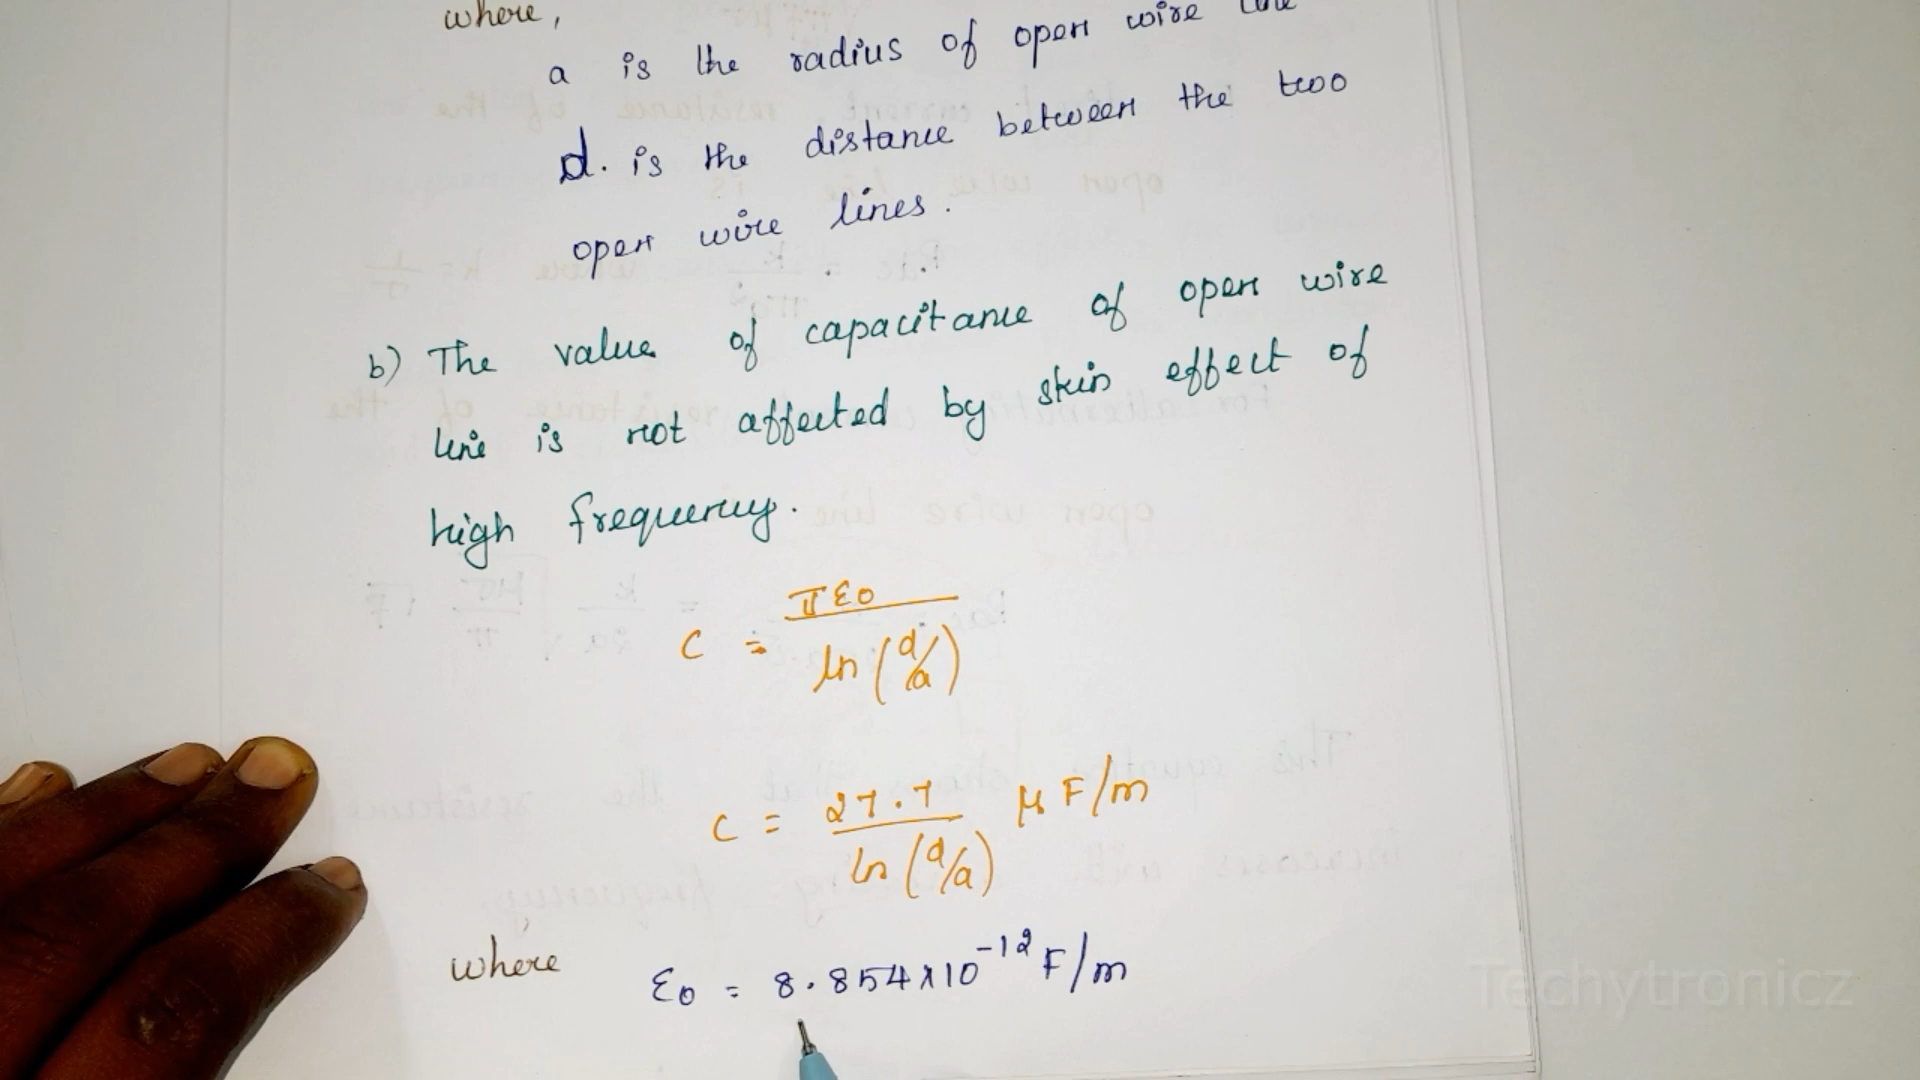 where,
a is the radius of open wire line
d. is the distance between the two
open wire lines.
b) The value of capacitance of open wire
line is not affected by skin effect of
high frequency.
C = πε0 / ln(d/a)
C = 27.7 / ln(d/a) μF/m
where ε0 = 8.854x10^-12 F/m
Techytronicz